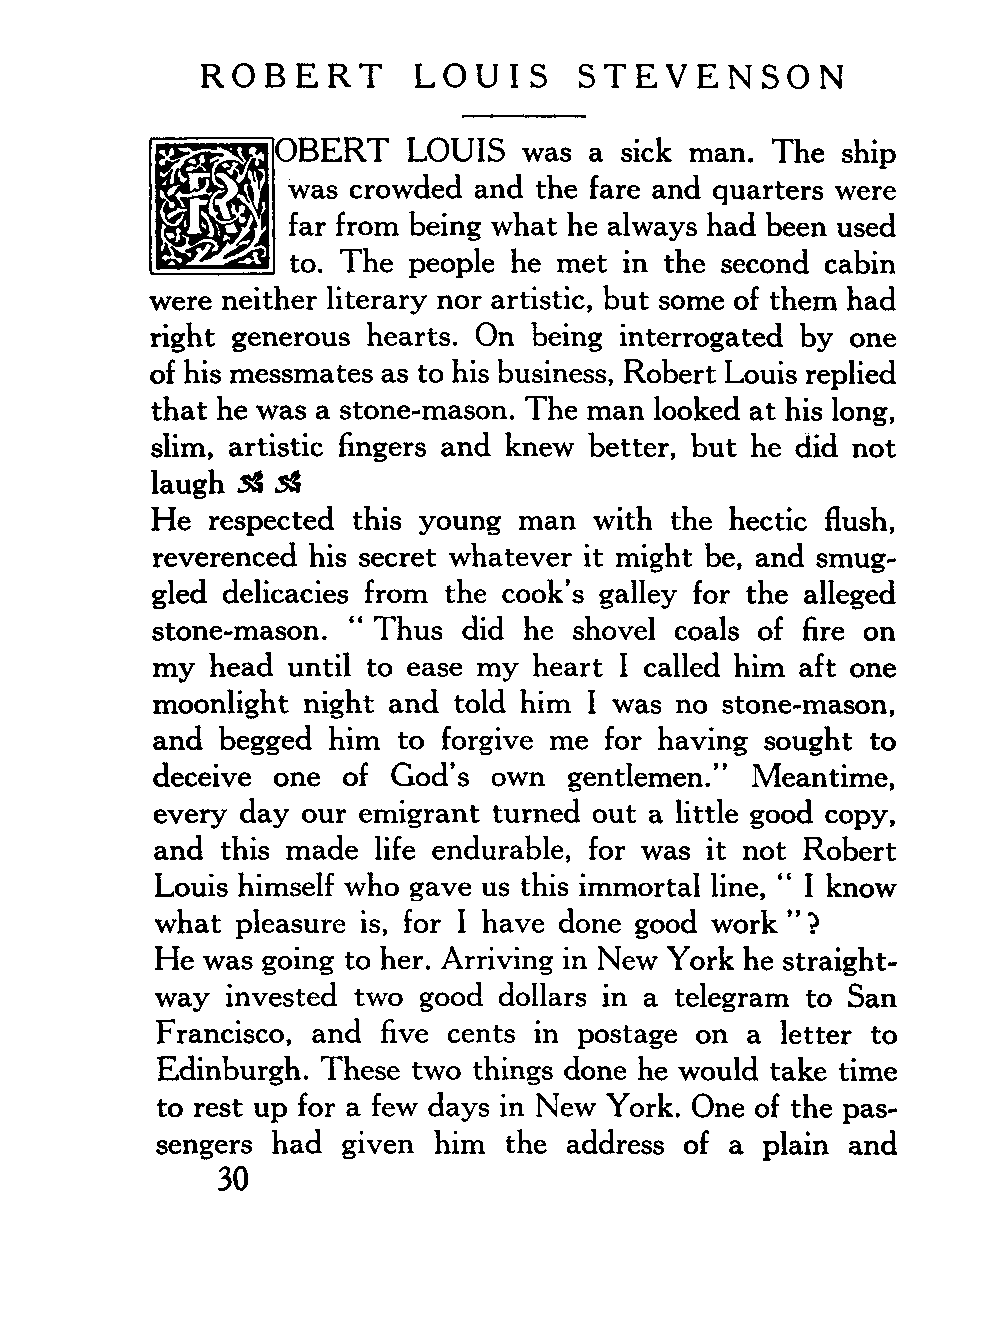 ROBERT LOUIS STEVENSON
ROBERT LOUIS was a sick man. The ship
was crowded and the fare and quarters were
far from being what he always had been used
to. The people he met in the second cabin
were neither literary nor artistic, but some of them had
right generous hearts. On being interrogated by one
of his messmates as to his business, Robert Louis replied
that he was a stone-mason. The man looked at his long,
slim, artistic fingers and knew better, but he did not
laugh
He respected this young man with the hectic flush,
reverenced his secret whatever it might be, and smug-
gled delicacies from the cook's galley for the alleged
stone-mason. "Thus did he shovel coals of fire on
my head until to ease my heart I called him aft one
moonlight night and told him I was no stone-mason,
and begged him to forgive me for having sought to
deceive one of God's own gentlemen." Meantime,
every day our emigrant turned out a little good copy,
and this made life endurable, for was it not Robert
Louis himself who gave us this immortal line, "I know
what pleasure is, for I have done good work"?
He was going to her. Arriving in New York he straight-
way invested two good dollars in a telegram to San
Francisco, and five cents in postage on a letter to
Edinburgh. These two things done he would take time
to rest up for a few days in New York. One of the pas-
sengers had given him the address of a plain and
30